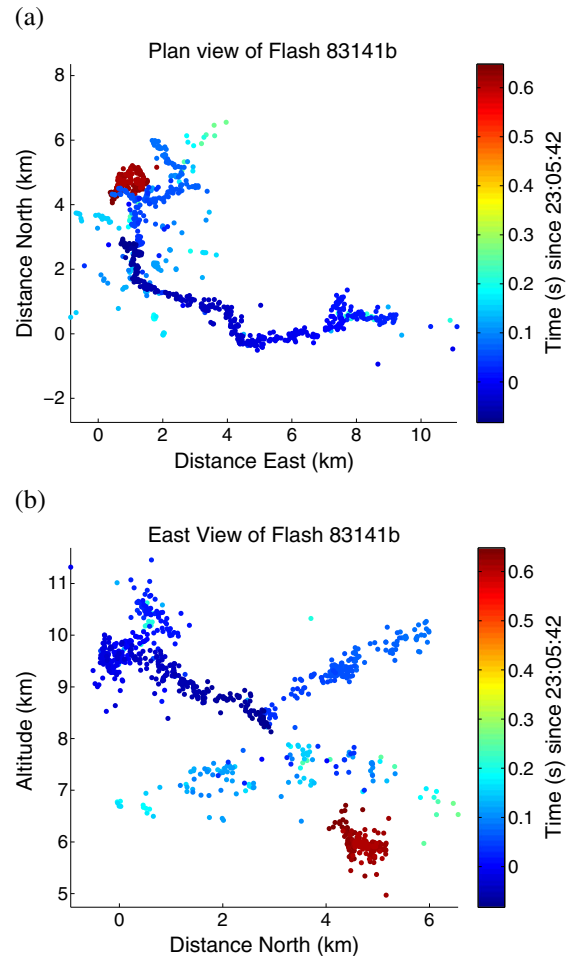 (a)
Plan view of Flash 83141b
8
6
4
2
0
−2
Distance North (km)
0 2 4 6 8 10
Distance East (km)
0.6
0.5
0.4
0.3
0.2
0.1
0
Time (s) since 23:05:42
(b)
East View of Flash 83141b
11
10
9
8
7
6
5
Altitude (km)
0 2 4 6
Distance North (km)
0.6
0.5
0.4
0.3
0.2
0.1
0
Time (s) since 23:05:42